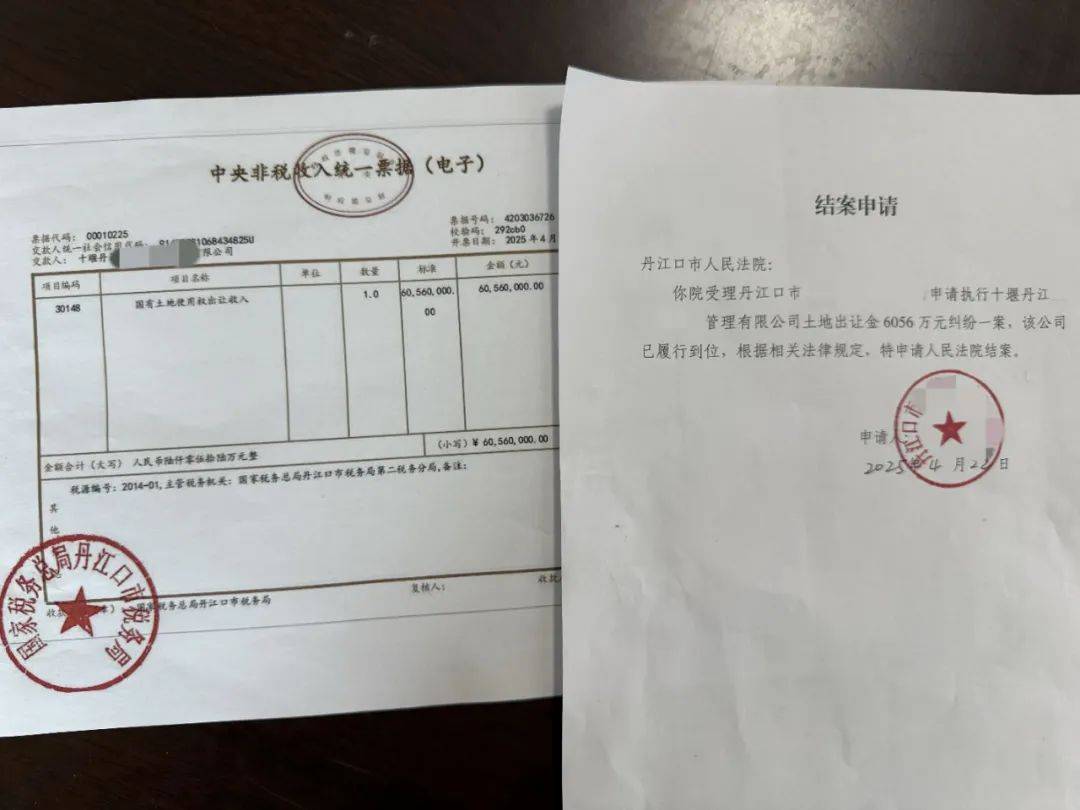 中央非税收入统一票据（电子）
票据代码： 00010225
交款人统一社会信用代码： 1068434825U
交款人： 十堰丹 有限公司
票据号码： 4203036726
校验码： 292cb0
开票日期： 2025年4月
项目编码 项目名称 单位 数量 标准 金额（元）
30148 国有土地使用权出让收入 1.0 60,560,000. 60,560,000.00
00
金额合计（大写） 人民币陆仟零伍拾陆万元整 （小写）¥ 60,560,000.00
税源编号：2014-01,主管税务机关：国家税务总局丹江口市税务局第二税务分局,备注：
其
他
收款 章） 国家税务总局丹江口市税务局 复核人： 收款
国家税务总局丹江口市税务局
结案申请
丹江口市人民法院：
你院受理丹江口市 申请执行十堰丹江
管理有限公司土地出让金6056万元纠纷一案，该公司
已履行到位，根据相关法律规定，特申请人民法院结案。
申请人
2025年4月22日
丹江口市